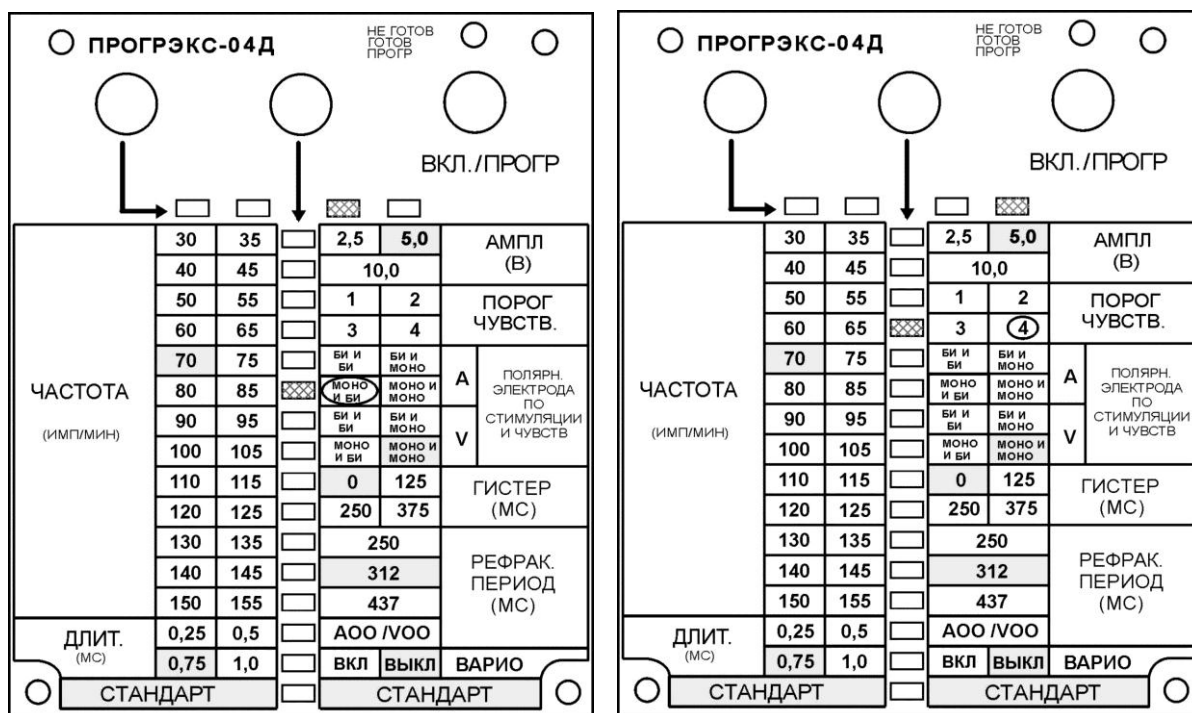 ПРОГРЭКС-04Д
НЕ ГОТОВ
ГОТОВ
ПРОГР
ВКЛ./ПРОГР
ЧАСТОТА
(ИМП/МИН)
30 35 2,5 5,0 АМПЛ
40 45 10,0 (В)
50 55 1 2 ПОРОГ
60 65 3 4 ЧУВСТВ.
70 75 БИ И БИ БИ И МОНО
80 85 МОНО И БИ МОНО И МОНО
A
90 95 БИ И БИ БИ И МОНО
100 105 МОНО И БИ МОНО И МОНО
V
ПОЛЯРН.
ЭЛЕКТРОДА
ПО
СТИМУЛЯЦИИ
И ЧУВСТВ
110 115 0 125 ГИСТЕР
120 125 250 375 (МС)
130 135 250
140 145 312
150 155 437
РЕФРАК.
ПЕРИОД
(МС)
ДЛИТ.
(МС)
0,25 0,5 АОО /VOO
0,75 1,0 ВКЛ ВЫКЛ ВАРИО
СТАНДАРТ СТАНДАРТ
ПРОГРЭКС-04Д
НЕ ГОТОВ
ГОТОВ
ПРОГР
ВКЛ./ПРОГР
ЧАСТОТА
(ИМП/МИН)
30 35 2,5 5,0 АМПЛ
40 45 10,0 (В)
50 55 1 2 ПОРОГ
60 65 3 4 ЧУВСТВ.
70 75 БИ И БИ БИ И МОНО
80 85 МОНО И БИ МОНО И МОНО
A
90 95 БИ И БИ БИ И МОНО
100 105 МОНО И БИ МОНО И МОНО
V
ПОЛЯРН.
ЭЛЕКТРОДА
ПО
СТИМУЛЯЦИИ
И ЧУВСТВ
110 115 0 125 ГИСТЕР
120 125 250 375 (МС)
130 135 250
140 145 312
150 155 437
РЕФРАК.
ПЕРИОД
(МС)
ДЛИТ.
(МС)
0,25 0,5 АОО /VOO
0,75 1,0 ВКЛ ВЫКЛ ВАРИО
СТАНДАРТ СТАНДАРТ